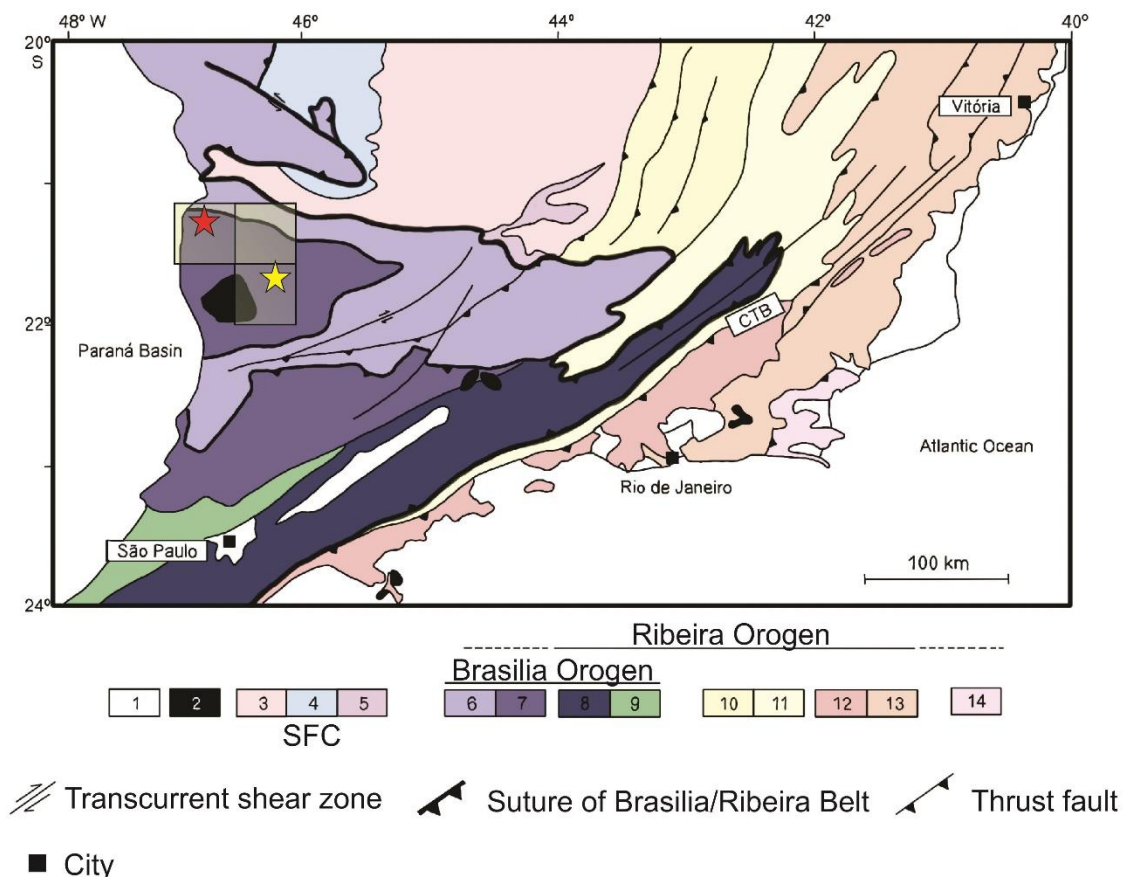 48º W
46º
44º
42º
40º
20º
S
Vitória
22º
CTB
Paraná Basin
Atlantic Ocean
Rio de Janeiro
São Paulo
100 km
24º
Ribeira Orogen
Brasilia Orogen
1 2 3 4 5 6 7 8 9 10 11 12 13 14
SFC
Transcurrent shear zone
Suture of Brasilia/Ribeira Belt
Thrust fault
City